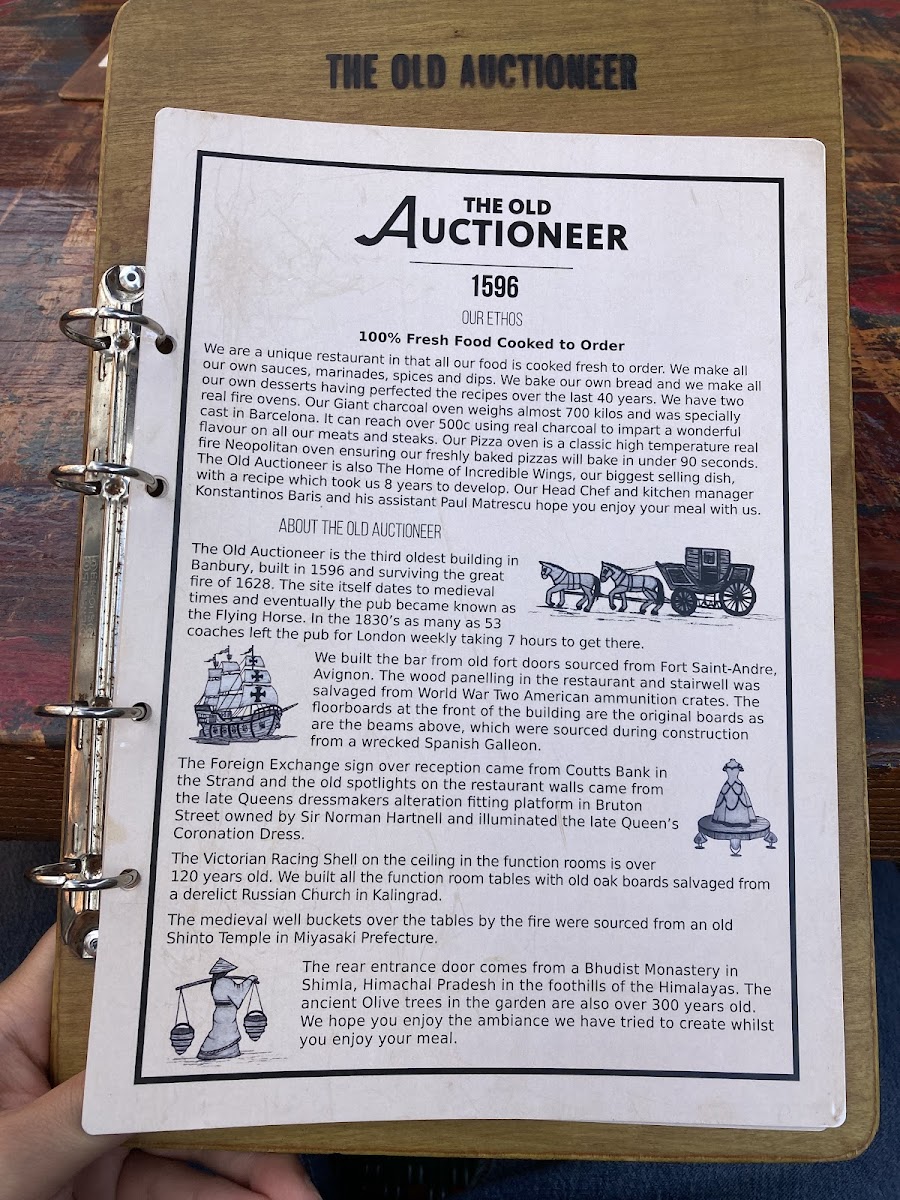 THE OLD AUCTIONEER
THE OLD
AUCTIONEER
1596
OUR ETHOS
100% Fresh Food Cooked to Order
We are a unique restaurant in that all our food is cooked fresh to order. We make all
our own sauces, marinades, spices and dips. We bake our own bread and we make all
our own desserts having perfected the recipes over the last 40 years. We have two
real fire ovens. Our Giant charcoal oven weighs almost 700 kilos and was specially
cast in Barcelona. It can reach over 500c using real charcoal to impart a wonderful
flavour on all our meats and steaks. Our Pizza oven is a classic high temperature real
fire Neopolitan oven ensuring our freshly baked pizzas will bake in under 90 seconds.
The Old Auctioneer is also The Home of Incredible Wings, our biggest selling dish,
with a recipe which took us 8 years to develop. Our Head Chef and kitchen manager
Konstantinos Baris and his assistant Paul Matrescu hope you enjoy your meal with us.
ABOUT THE OLD AUCTIONEER
The Old Auctioneer is the third oldest building in
Banbury, built in 1596 and surviving the great
fire of 1628. The site itself dates to medieval
times and eventually the pub became known as
the Flying Horse. In the 1830's as many as 53
coaches left the pub for London weekly taking 7 hours to get there.
We built the bar from old fort doors sourced from Fort Saint-Andre,
Avignon. The wood panelling in the restaurant and stairwell was
salvaged from World War Two American ammunition crates. The
floorboards at the front of the building are the original boards as
are the beams above, which were sourced during construction
from a wrecked Spanish Galleon.
The Foreign Exchange sign over reception came from Coutts Bank in
the Strand and the old spotlights on the restaurant walls came from
the late Queens dressmakers alteration fitting platform in Bruton
Street owned by Sir Norman Hartnell and illuminated the late Queen's
Coronation Dress.
The Victorian Racing Shell on the ceiling in the function rooms is over
120 years old. We built all the function room tables with old oak boards salvaged from
a derelict Russian Church in Kalingrad.
The medieval well buckets over the tables by the fire were sourced from an old
Shinto Temple in Miyasaki Prefecture.
The rear entrance door comes from a Bhudist Monastery in
Shimla, Himachal Pradesh in the foothills of the Himalayas. The
ancient Olive trees in the garden are also over 300 years old.
We hope you enjoy the ambiance we have tried to create whilst
you enjoy your meal.